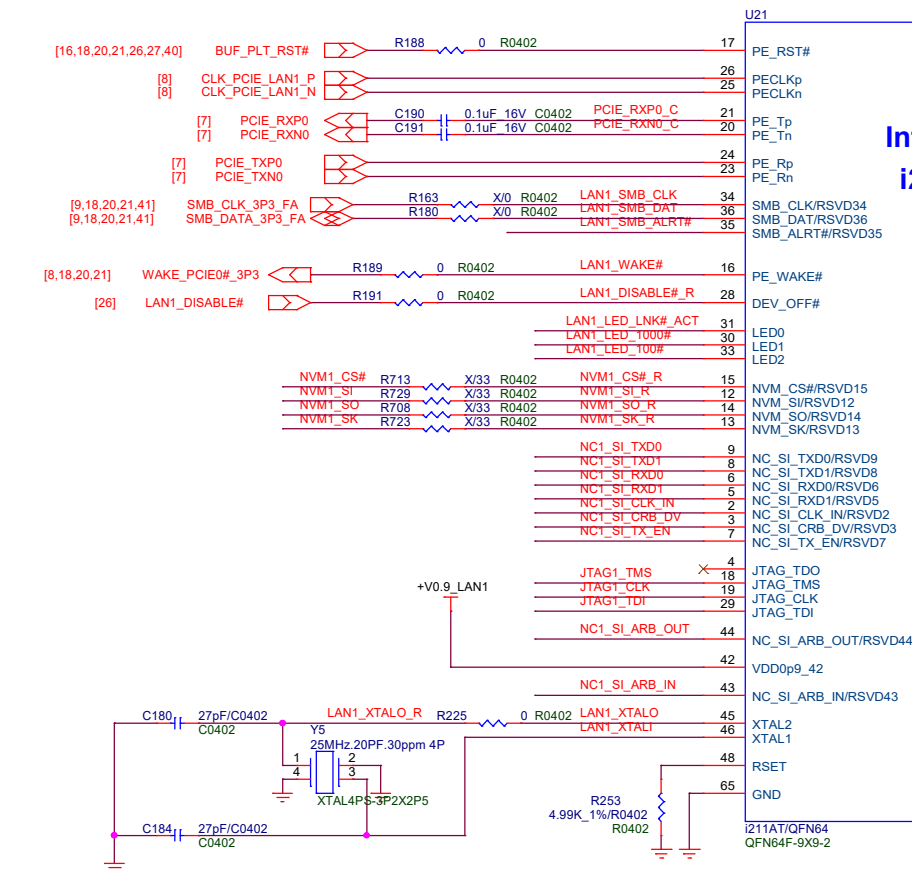 U21
[16,18,20,21,26,27,40] BUF_PLT_RST# R188 0 R0402 17 PE_RST#
[8] CLK_PCIE_LAN1_P 26 PECLKp
[8] CLK_PCIE_LAN1_N 25 PECLKn
[7] PCIE_RXP0 C190 0.1uF_16V C0402 PCIE_RXP0_C 21 PE_Tp
[7] PCIE_RXN0 C191 0.1uF_16V C0402 PCIE_RXN0_C 20 PE_Tn
[7] PCIE_TXP0 24 PE_Rp
[7] PCIE_TXN0 23 PE_Rn
[9,18,20,21,41] SMB_CLK_3P3_FA R163 X/0 R0402 LAN1_SMB_CLK 34 SMB_CLK/RSVD34
[9,18,20,21,41] SMB_DATA_3P3_FA R180 X/0 R0402 LAN1_SMB_DAT 36 SMB_DAT/RSVD36
LAN1_SMB_ALRT# 35 SMB_ALRT#/RSVD35
[8,18,20,21] WAKE_PCIE0#_3P3 R189 0 R0402 LAN1_WAKE# 16 PE_WAKE#
[26] LAN1_DISABLE# R191 0 R0402 LAN1_DISABLE#_R 28 DEV_OFF#
LAN1_LED_LNK#_ACT 31 LED0
LAN1_LED_1000# 30 LED1
LAN1_LED_100# 33 LED2
NVM1_CS# R713 X/33 R0402 NVM1_CS#_R 15 NVM_CS#/RSVD15
NVM1_SI R729 X/33 R0402 NVM1_SI_R 12 NVM_SI/RSVD12
NVM1_SO R708 X/33 R0402 NVM1_SO_R 14 NVM_SO/RSVD14
NVM1_SK R723 X/33 R0402 NVM1_SK_R 13 NVM_SK/RSVD13
NC1_SI_TXD0 9 NC_SI_TXD0/RSVD9
NC1_SI_TXD1 8 NC_SI_TXD1/RSVD8
NC1_SI_RXD0 6 NC_SI_RXD0/RSVD6
NC1_SI_RXD1 5 NC_SI_RXD1/RSVD5
NC1_SI_CLK_IN 2 NC_SI_CLK_IN/RSVD2
NC1_SI_CRB_DV 3 NC_SI_CRB_DV/RSVD3
NC1_SI_TX_EN 7 NC_SI_TX_EN/RSVD7
4 JTAG_TDO
JTAG1_TMS 18 JTAG_TMS
JTAG1_CLK 19 JTAG_CLK
JTAG1_TDI 29 JTAG_TDI
+V0.9_LAN1
NC1_SI_ARB_OUT 44 NC_SI_ARB_OUT/RSVD44
42 VDD0p9_42
NC1_SI_ARB_IN 43 NC_SI_ARB_IN/RSVD43
C180 27pF/C0402 LAN1_XTALO_R R225 0 R0402 LAN1_XTALO 45 XTAL2
C0402
LAN1_XTALI 46 XTAL1
Y5
25MHz.20PF.30ppm 4P
1 2
4 3
XTAL4PS-3P2X2P5
48 RSET
65 GND
R253
4.99K_1%/R0402
R0402
C184 27pF/C0402
C0402
i211AT/QFN64
QFN64F-9X9-2